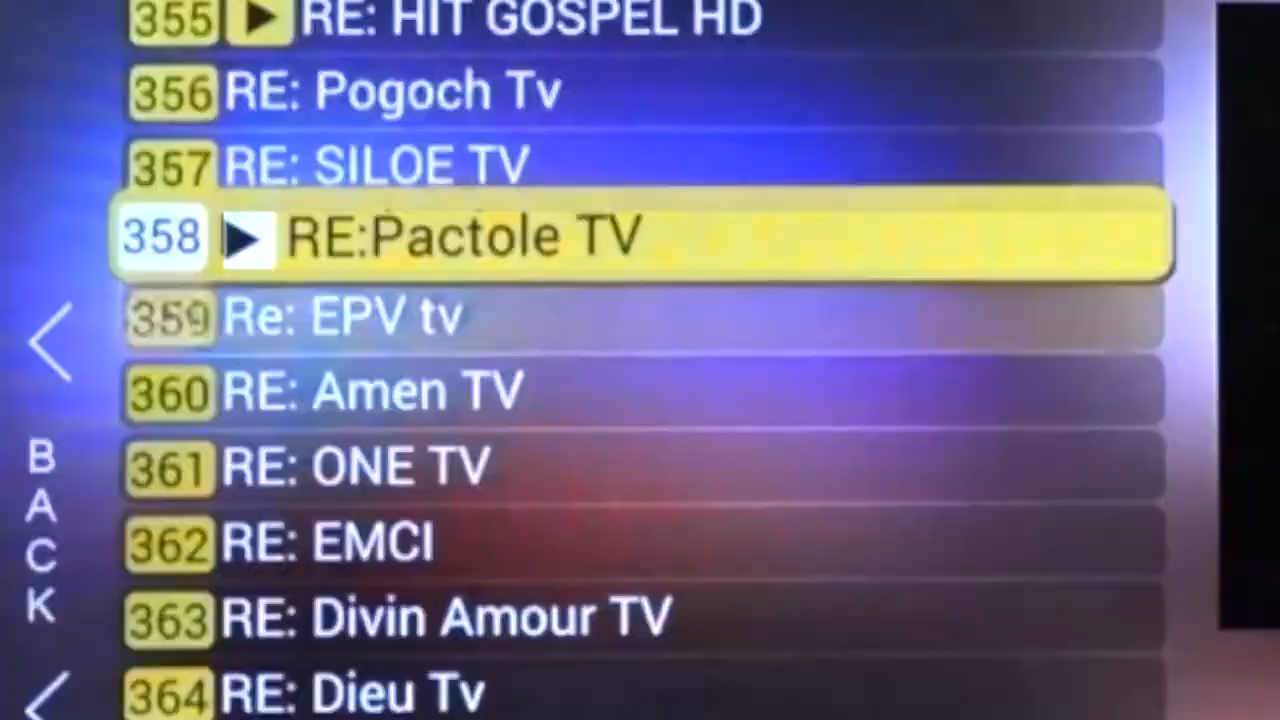 355 RE: HIT GOSPEL HD
356 RE: Pogoch Tv
357 RE: SILOE TV
358 RE:Pactole TV
359 Re: EPV tv
360 RE: Amen TV
361 RE: ONE TV
362 RE: EMCI
363 RE: Divin Amour TV
364 RE: Dieu Tv
BACK